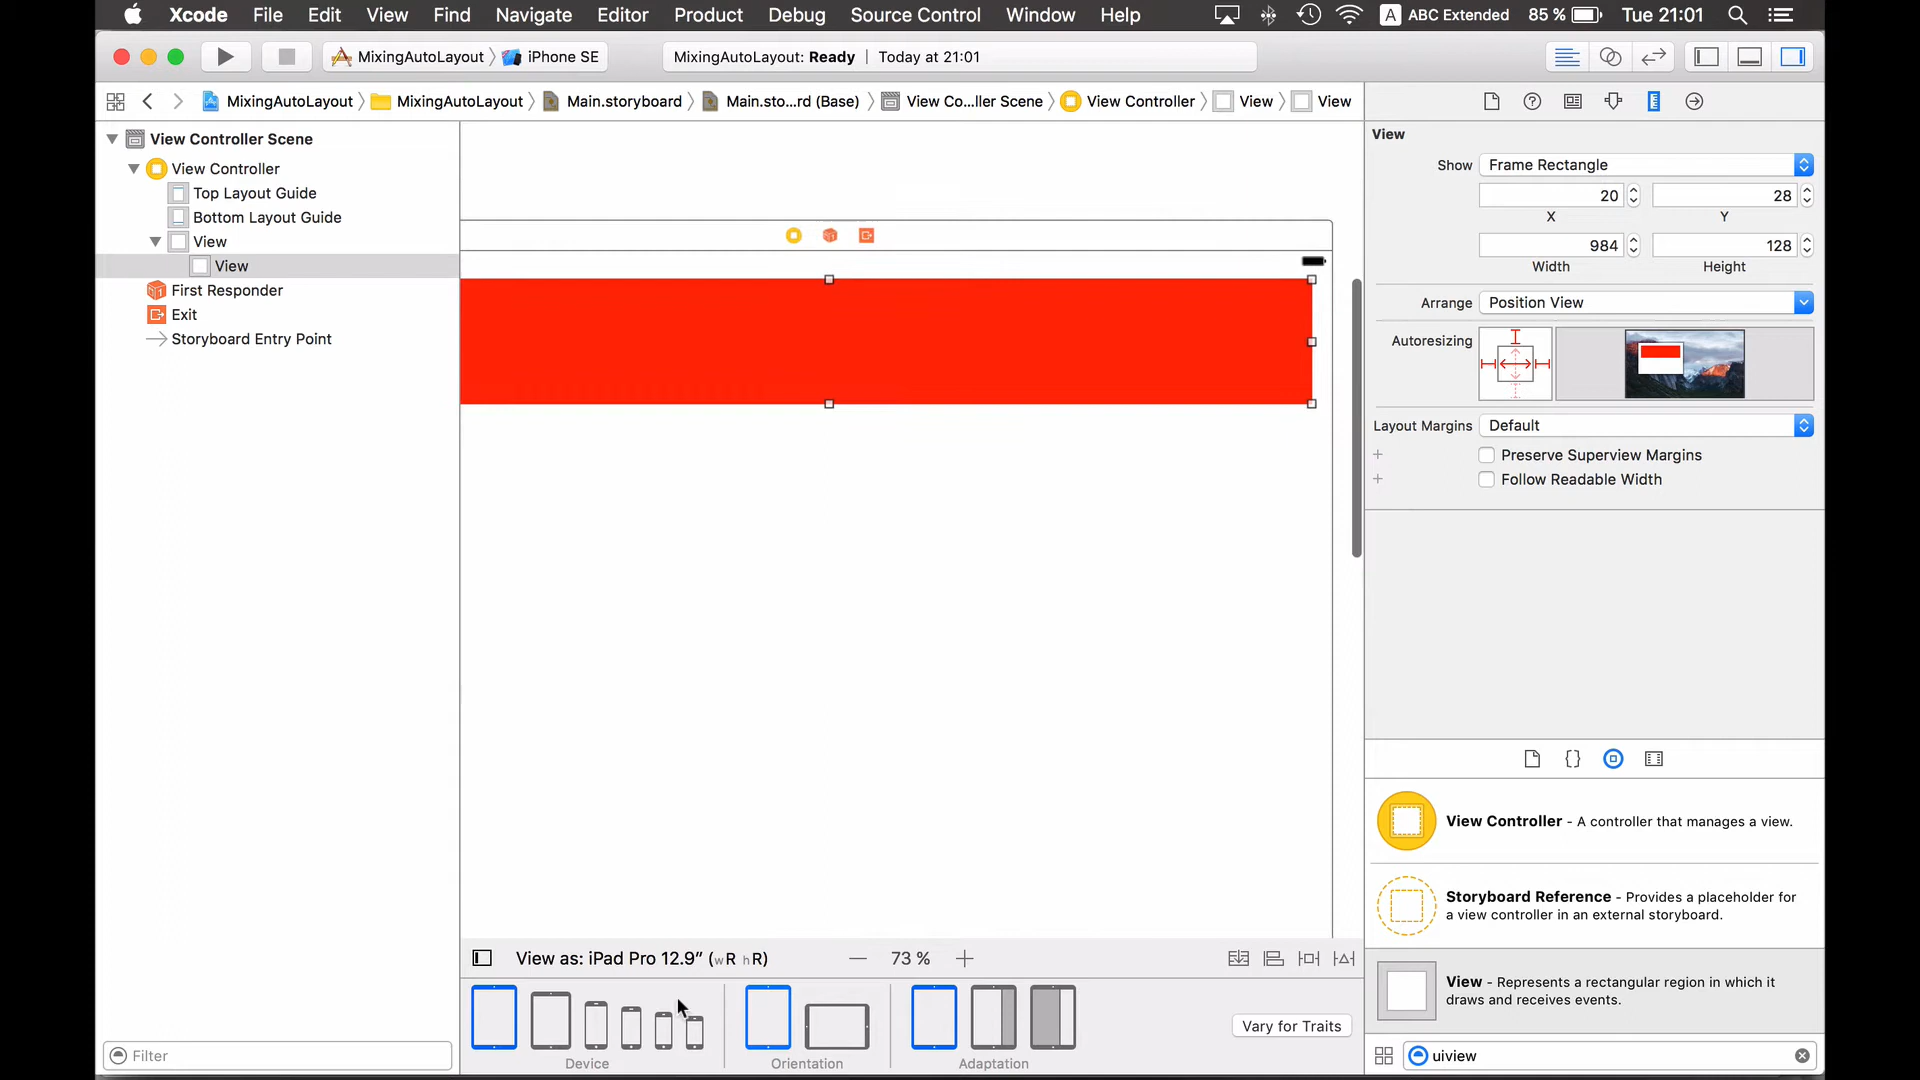 Xcode File Edit View Find Navigate Editor Product Debug Source Control Window Help A ABC Extended 85 % Tue 21:01
MixingAutoLayout iPhone SE MixingAutoLayout: Ready | Today at 21:01
MixingAutoLayout MixingAutoLayout Main.storyboard Main.sto...rd (Base) View Co...ller Scene View Controller View View
View Controller Scene
View Controller
Top Layout Guide
Bottom Layout Guide
View
View
First Responder
Exit
Storyboard Entry Point
Filter
View as: iPad Pro 12.9” (wR hR) 73 %
Device Orientation Adaptation
Vary for Traits
View
Show Frame Rectangle
20 28
X Y
984 128
Width Height
Arrange Position View
Autoresizing
Layout Margins Default
Preserve Superview Margins
Follow Readable Width
View Controller - A controller that manages a view.
Storyboard Reference - Provides a placeholder for
a view controller in an external storyboard.
View - Represents a rectangular region in which it
draws and receives events.
uiview